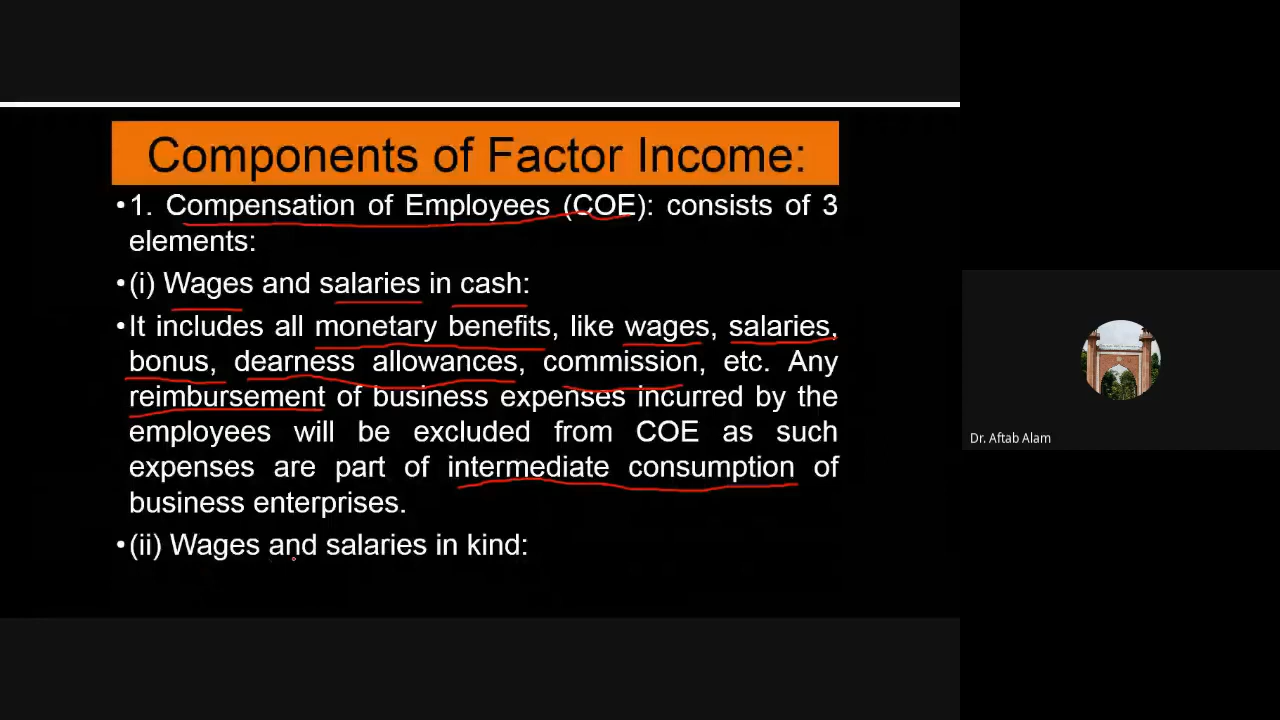 Components of Factor Income:
•1. Compensation of Employees (COE): consists of 3
elements:
•(i) Wages and salaries in cash:
•It includes all monetary benefits, like wages, salaries,
bonus, dearness allowances, commission, etc. Any
reimbursement of business expenses incurred by the
employees will be excluded from COE as such
expenses are part of intermediate consumption of
business enterprises.
•(ii) Wages and salaries in kind:
Dr. Aftab Alam